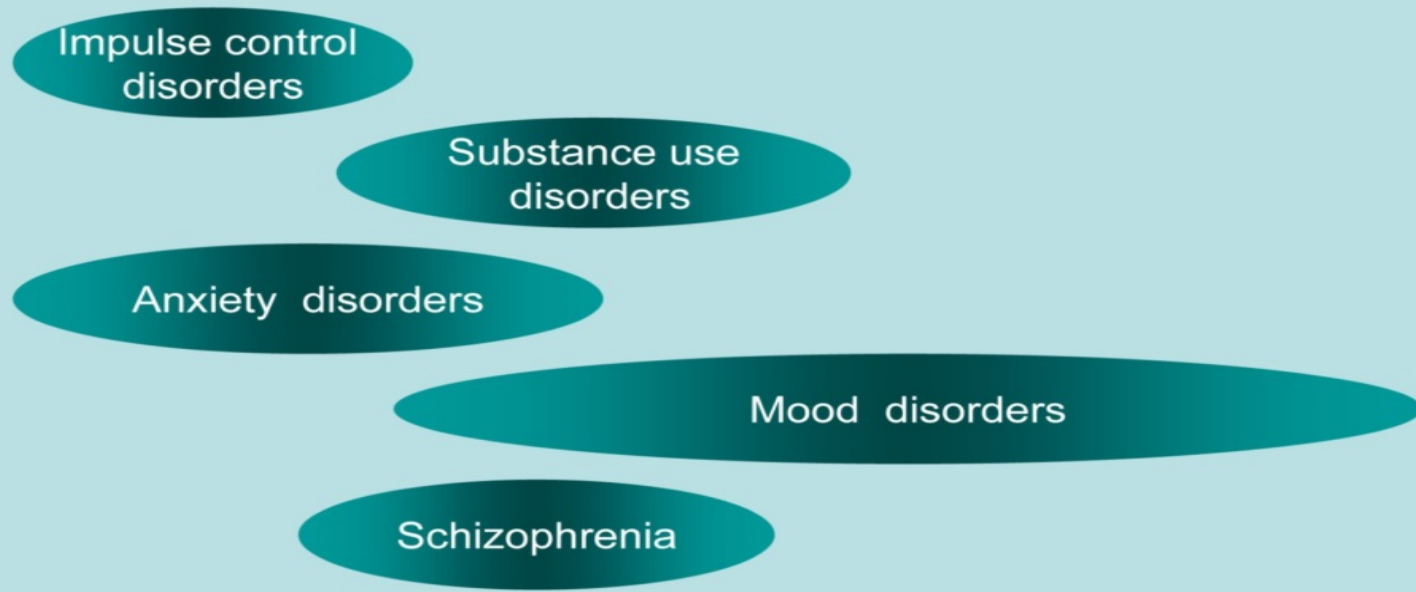 Impulse control
disorders
Substance use
disorders
Anxiety disorders
Mood disorders
Schizophrenia